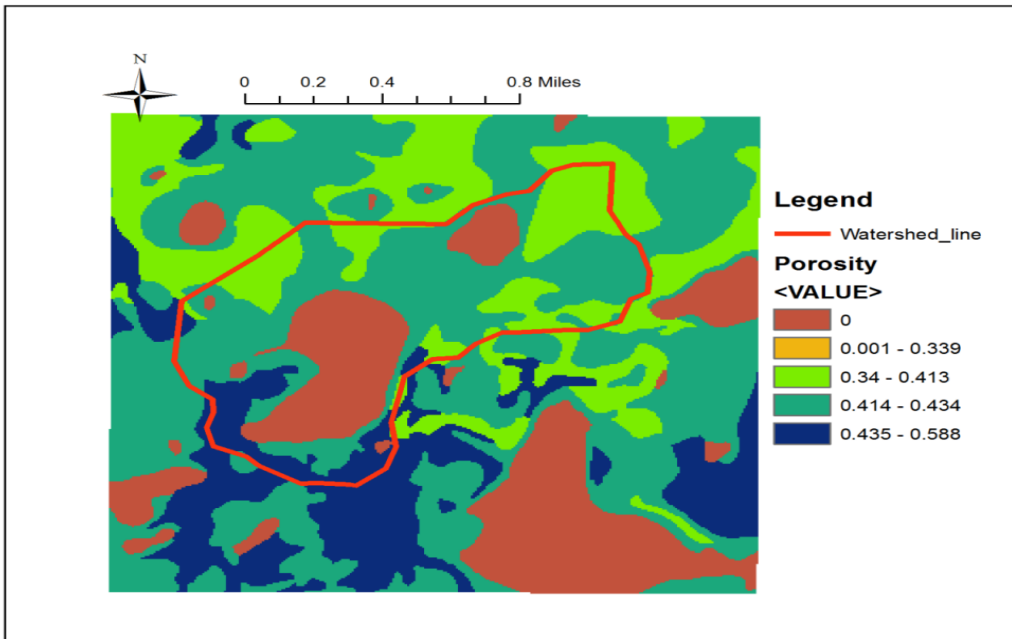 N
0 0.2 0.4 0.8 Miles
Legend
Watershed_line
Porosity
<VALUE>
0
0.001 - 0.339
0.34 - 0.413
0.414 - 0.434
0.435 - 0.588